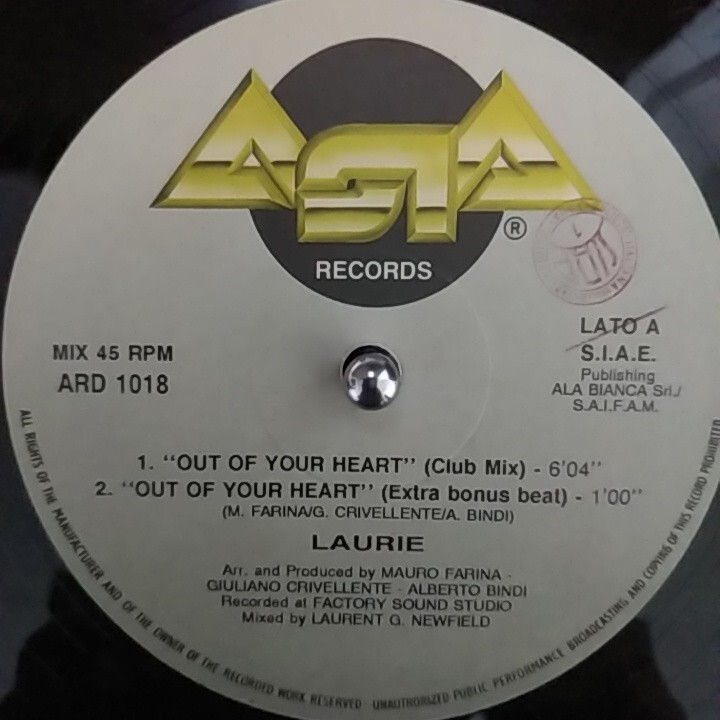 ASIA
®
RECORDS
MIX 45 RPM
ARD 1018
LATO A
S.I.A.E.
Publishing
ALA BIANCA Srl./
S.A.I.F.A.M.
1. "OUT OF YOUR HEART" (Club Mix) - 6'04"
2. "OUT OF YOUR HEART" (Extra bonus beat) - 1'00"
(M. FARINA/G. CRIVELLENTE/A. BINDI)
LAURIE
Arr. and Produced by MAURO FARINA -
GIULIANO CRIVELLENTE - ALBERTO BINDI
Recorded at FACTORY SOUND STUDIO
Mixed by LAURENT G. NEWFIELD
ALL RIGHTS OF THE MANUFACTURER AND OF THE OWNER OF THE RECORDED WORK RESERVED - UNAUTHORIZED PUBLIC PERFORMANCE BROADCASTING AND COPYING OF THIS RECORD PROHIBITED